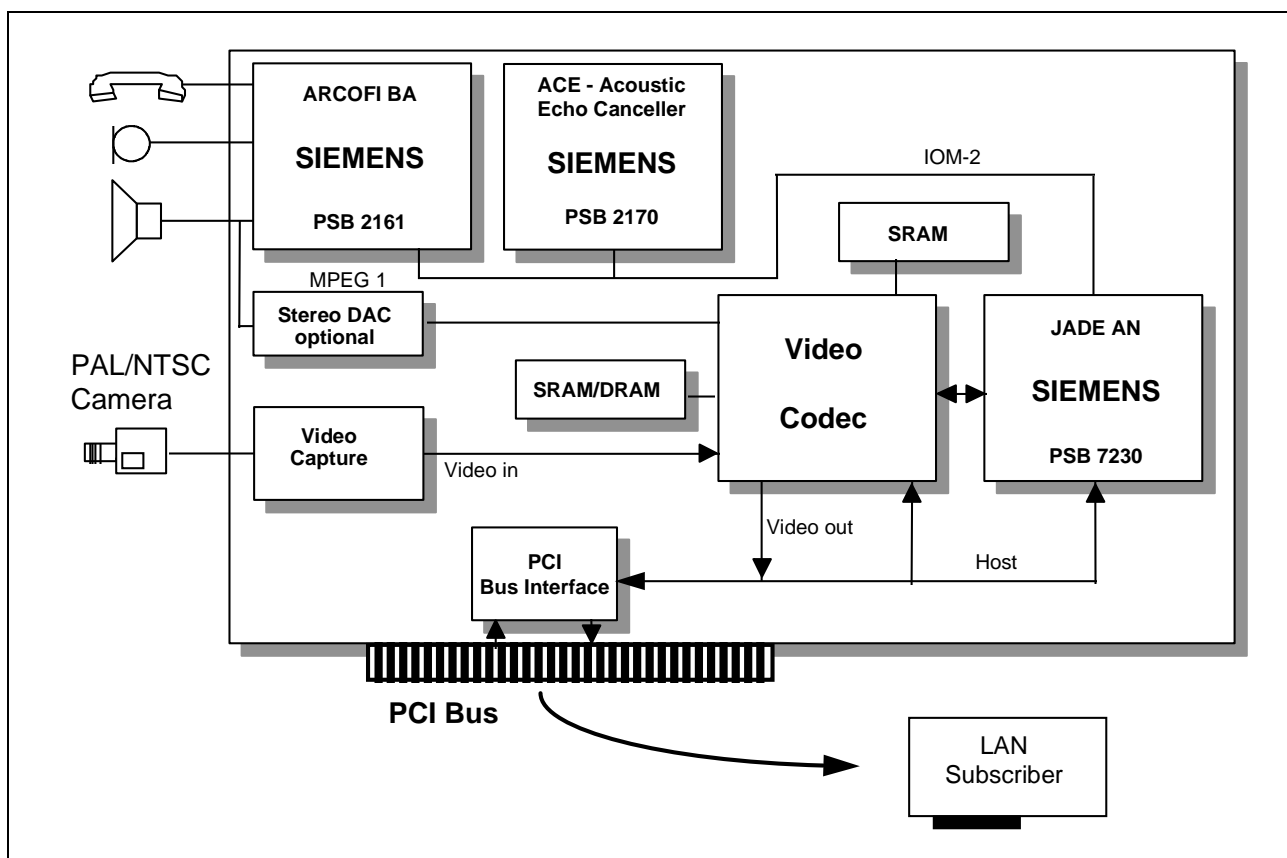 ARCOFI BA
SIEMENS
PSB 2161
ACE - Acoustic
Echo Canceller
SIEMENS
PSB 2170
IOM-2
SRAM
MPEG 1
Stereo DAC
optional
Video
Codec
JADE AN
SIEMENS
PSB 7230
PAL/NTSC
Camera
SRAM/DRAM
Video
Capture
Video in
Video out
PCI
Bus Interface
Host
PCI Bus
LAN
Subscriber